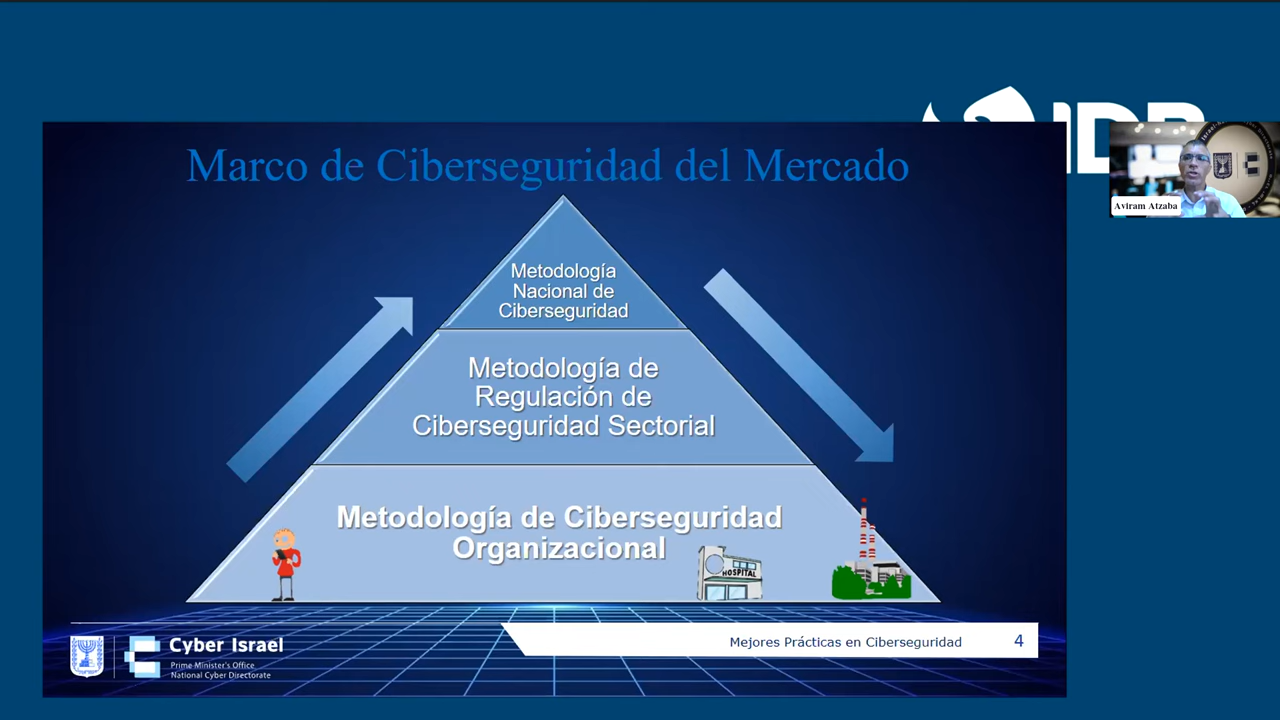 IDB
Marco de Ciberseguridad del Mercado
Aviram Atzaba
Metodología
Nacional de
Ciberseguridad
Metodología de
Regulación de
Ciberseguridad Sectorial
Metodología de Ciberseguridad
Organizacional
HOSPITAL
Cyber Israel
Prime Minister's Office
National Cyber Directorate
Mejores Prácticas en Ciberseguridad
4